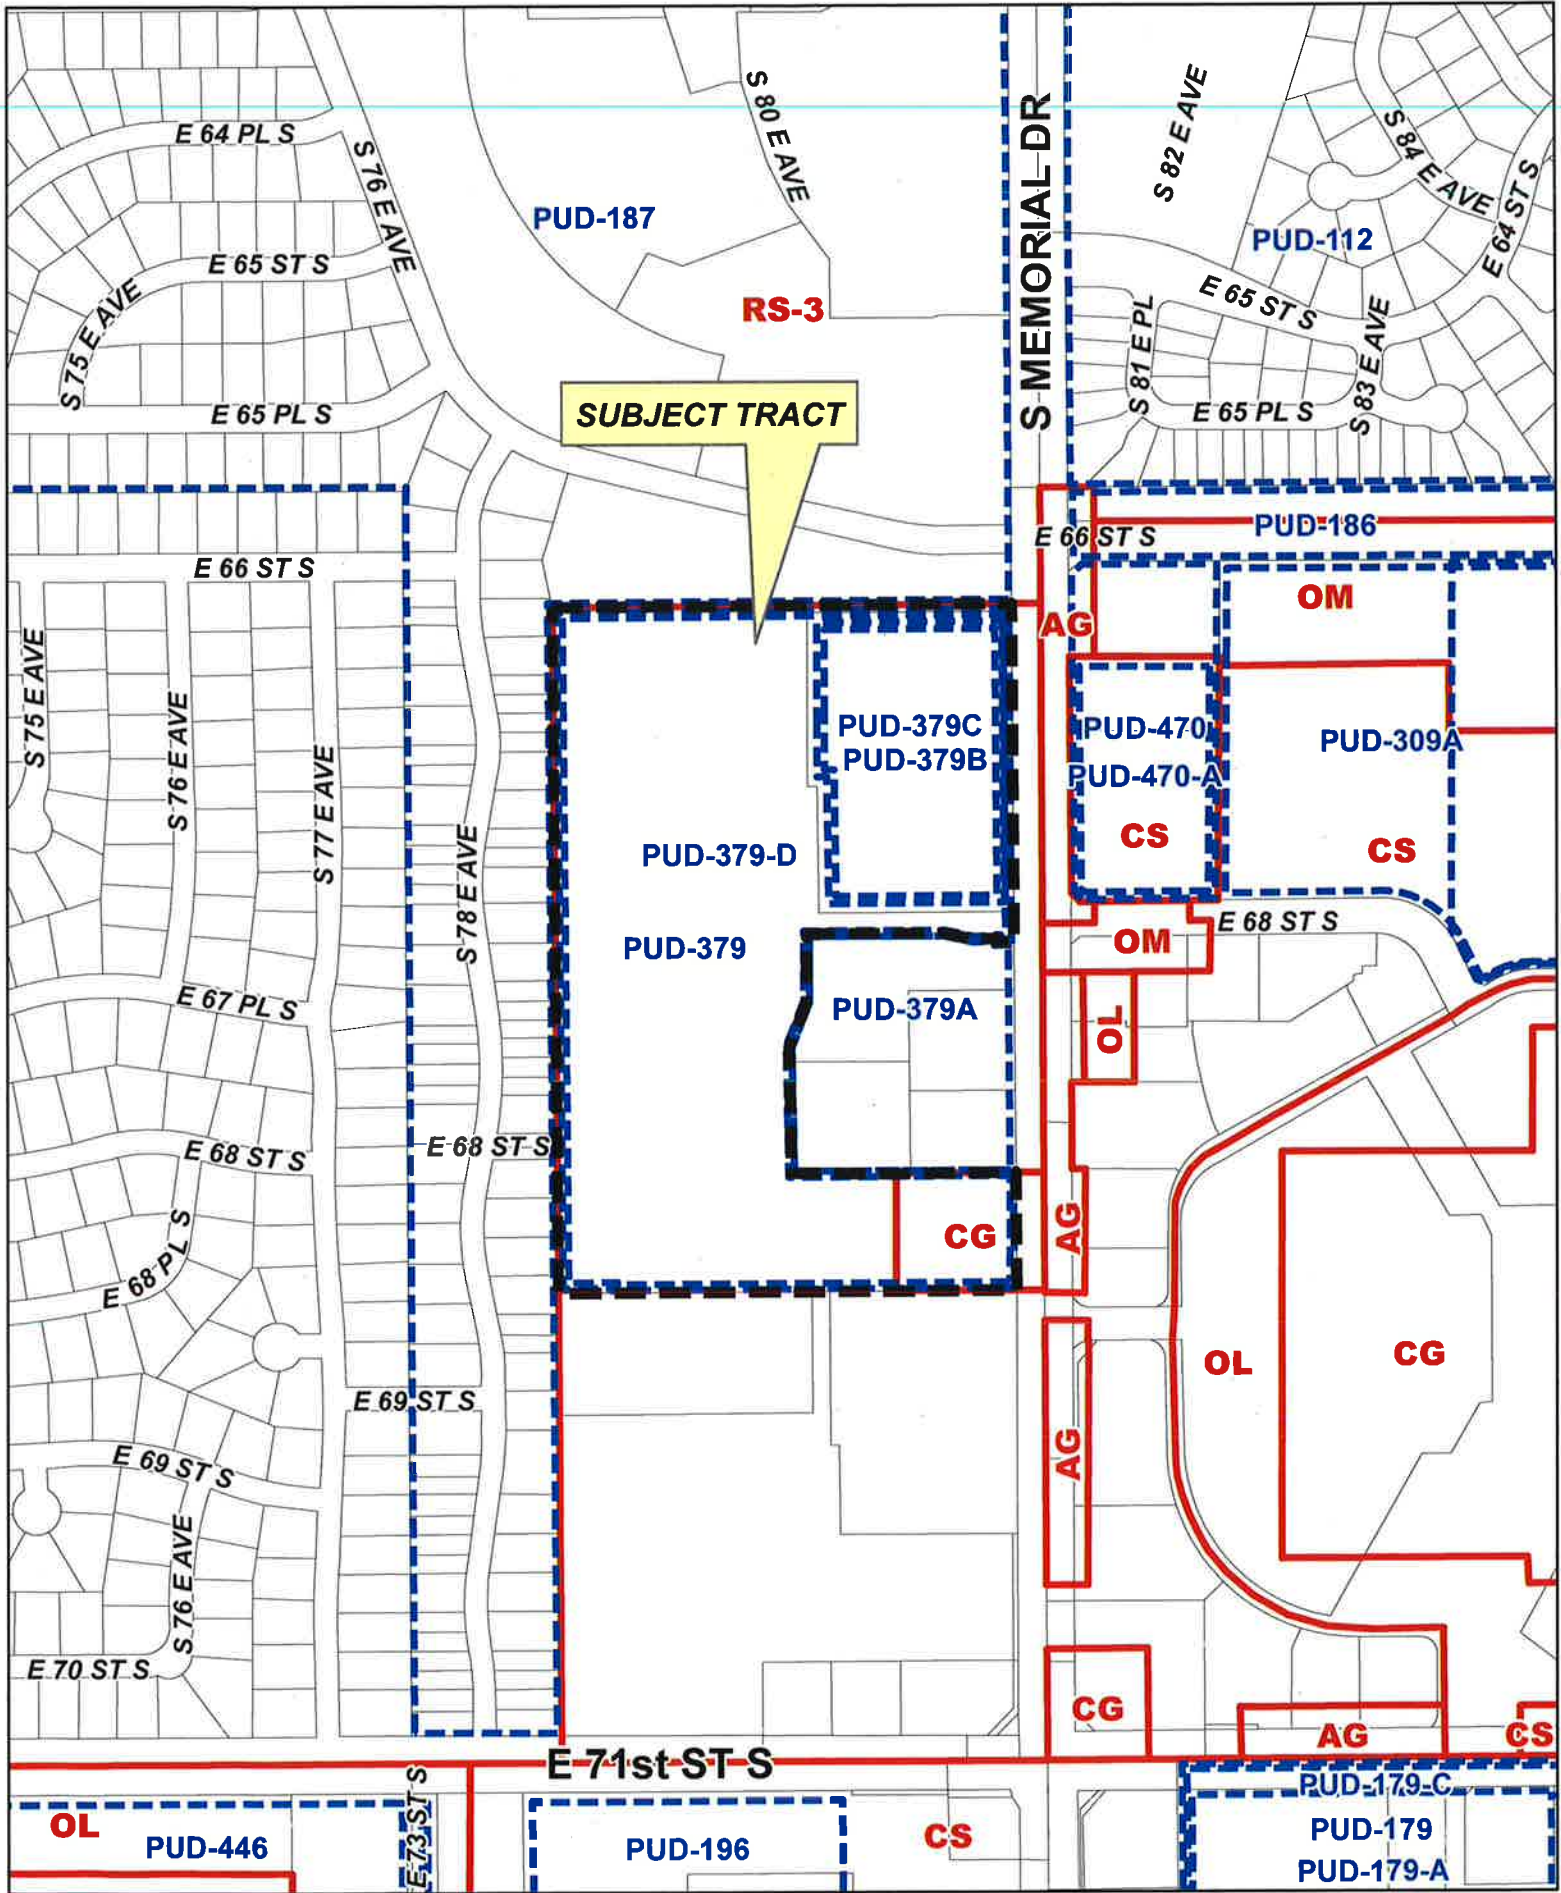 E 64 PL S
S 76 E AVE
S 80 E AVE
S MEMORIAL DR
S 82 E AVE
S 84 E AVE
E 64 ST S
PUD-187
PUD-112
E 65 ST S
S 75 E AVE
RS-3
E 65 ST S
S 81 E PL
S 83 E AVE
E 65 PL S
SUBJECT TRACT
E 65 PL S
E 66 ST S
PUD-186
E 66 ST S
OM
AG
S 75 E AVE
S 76 E AVE
S 77 E AVE
S 78 E AVE
PUD-379C
PUD-379B
PUD-470
PUD-470-A
CS
PUD-309A
CS
PUD-379-D
PUD-379
E 68 ST S
OM
E 67 PL S
PUD-379A
OL
E 68 ST S
E 68 ST S
E 68 PL S
CG
AG
OL
CG
E 69 ST S
AG
E 69 ST S
S 76 E AVE
E 70 ST S
CG
AG
CS
E 71st ST S
E 73 ST S
OL
PUD-446
PUD-196
CS
PUD-179-C
PUD-179
PUD-179-A